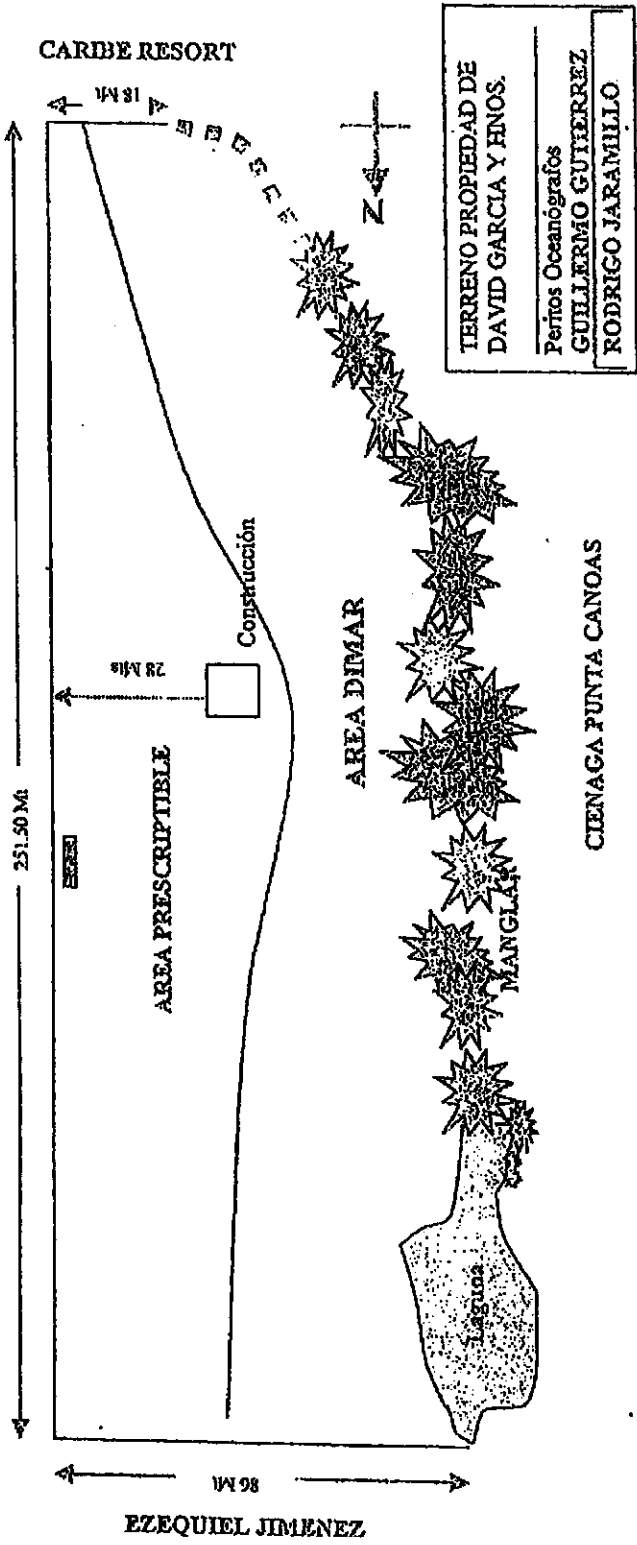 CARIBE RESORT
18 Mt
251.50 Mt
28 Mts
Construcción
AREA PRESCRIPTIBLE
AREA DIMAR
N
TERRENO PROPIEDAD DE
DAVID GARCIA Y HNOS.
Peritos Oceanógrafos
GUILLERMO GUTIERREZ
RODRIGO JARAMILLO
CIENAGA PUNTA CANOAS
MANGLAR
Laguna
86 Mt
EZEQUIEL JIMENEZ